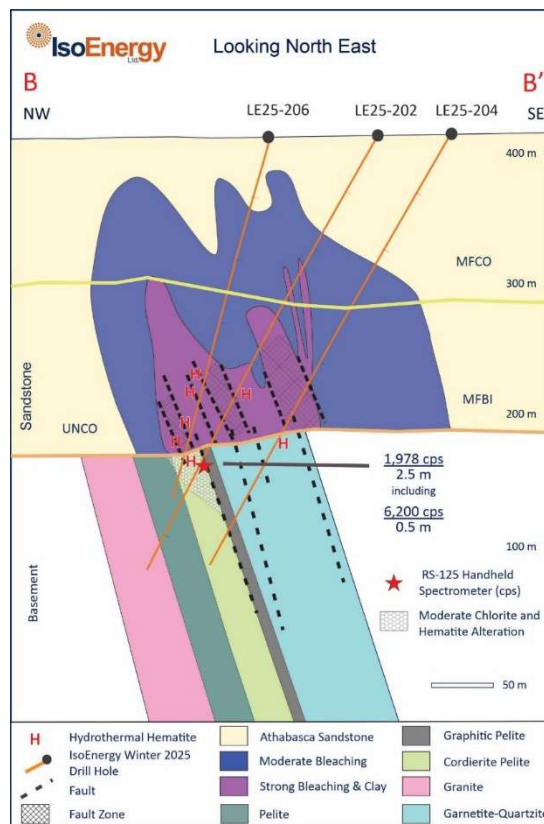 IsoEnergy
Ltd.
Looking North East
B
B'
NW
SE
LE25-206
LE25-202
LE25-204
400 m
MFCO
300 m
Sandstone
MFBI
H
H
H
H
H
H
H
UNCO
200 m
1,978 cps
2.5 m
including
6,200 cps
0.5 m
100 m
Basement
RS-125 Handheld
Spectrometer (cps)
Moderate Chlorite and
Hematite Alteration
50 m
H Hydrothermal Hematite
IsoEnergy Winter 2025
Drill Hole
Fault
Fault Zone
Athabasca Sandstone
Moderate Bleaching
Strong Bleaching & Clay
Pelite
Graphitic Pelite
Cordierite Pelite
Granite
Garnetite-Quartzite